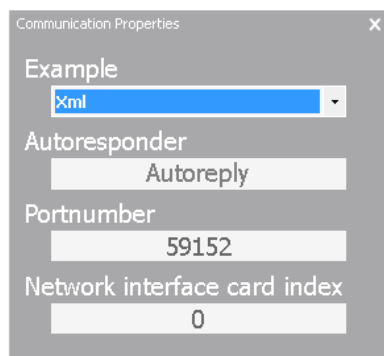 Communication Properties X
Example
Xml
Autoresponder
Autoreply
Portnumber
59152
Network interface card index
0